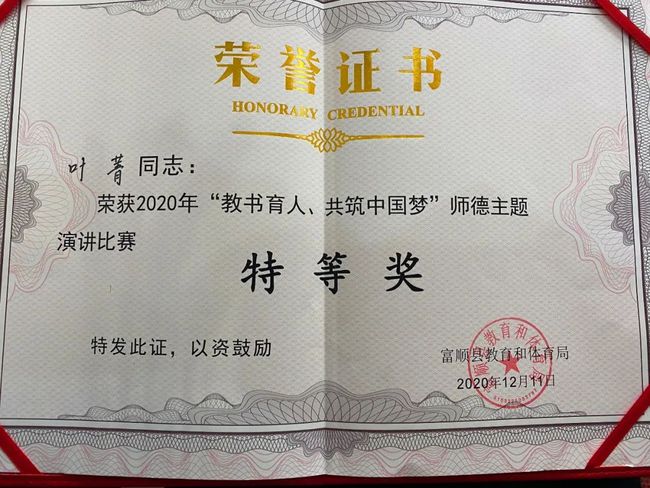 荣誉证书
HONORARY CREDENTIAL
叶菁同志：
荣获2020年“教书育人、共筑中国梦”师德主题
演讲比赛
特等奖
特发此证，以资鼓励
富顺县教育和体育局
2020年12月11日